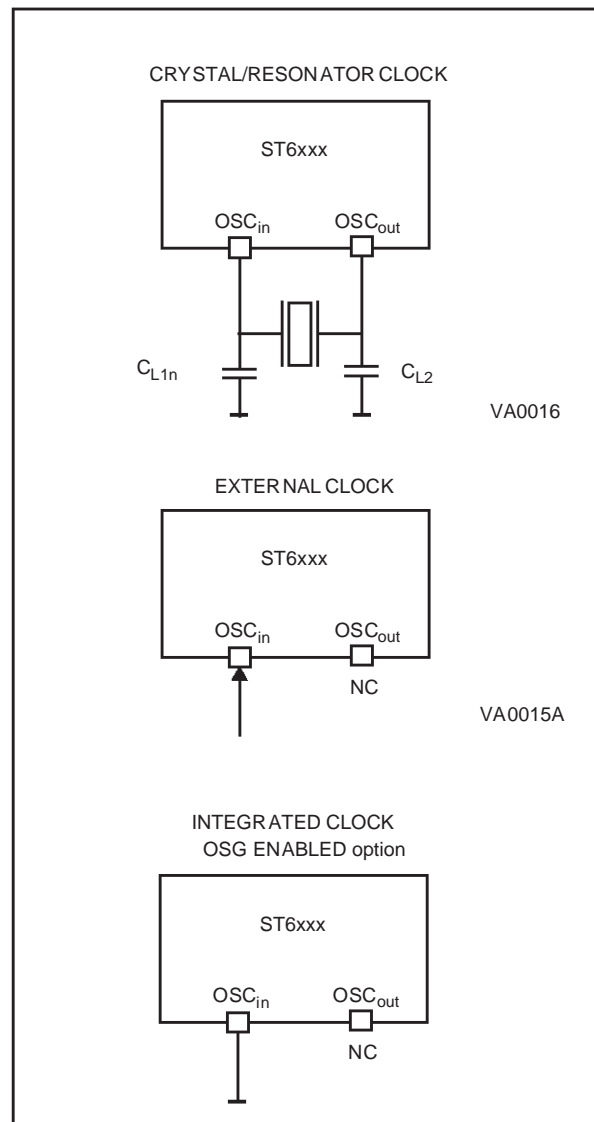 CRYSTAL/RESONATOR CLOCK
ST6xxx
OSCin OSCout
CL1n CL2
VA0016
EXTERNAL CLOCK
ST6xxx
OSCin OSCout
NC
VA0015A
INTEGRATED CLOCK
OSG ENABLED option
ST6xxx
OSCin OSCout
NC